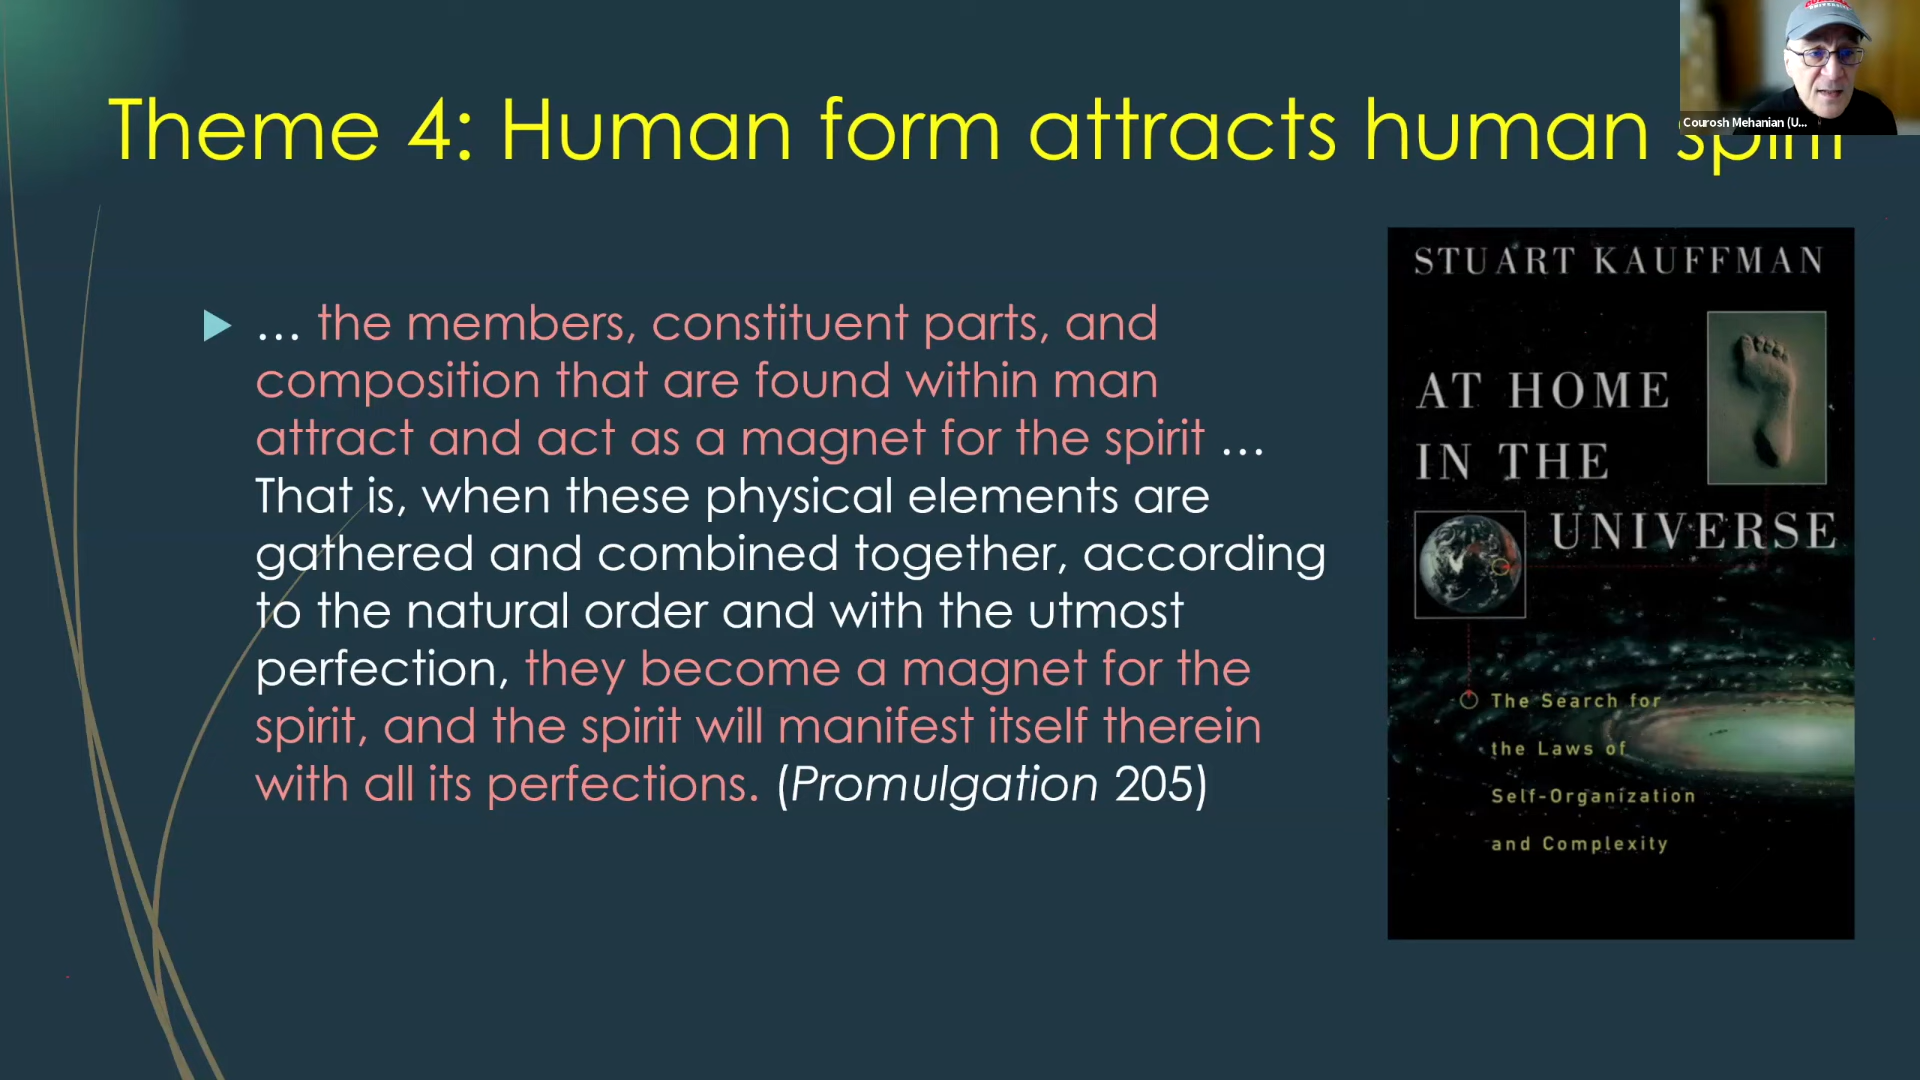 Theme 4: Human form attracts human spirit
UNIVERSITY
Courosh Mehanian (U...
… the members, constituent parts, and
composition that are found within man
attract and act as a magnet for the spirit …
That is, when these physical elements are
gathered and combined together, according
to the natural order and with the utmost
perfection, they become a magnet for the
spirit, and the spirit will manifest itself therein
with all its perfections. (Promulgation 205)
STUART KAUFFMAN
AT HOME
IN THE
UNIVERSE
The Search for
the Laws of
Self-Organization
and Complexity